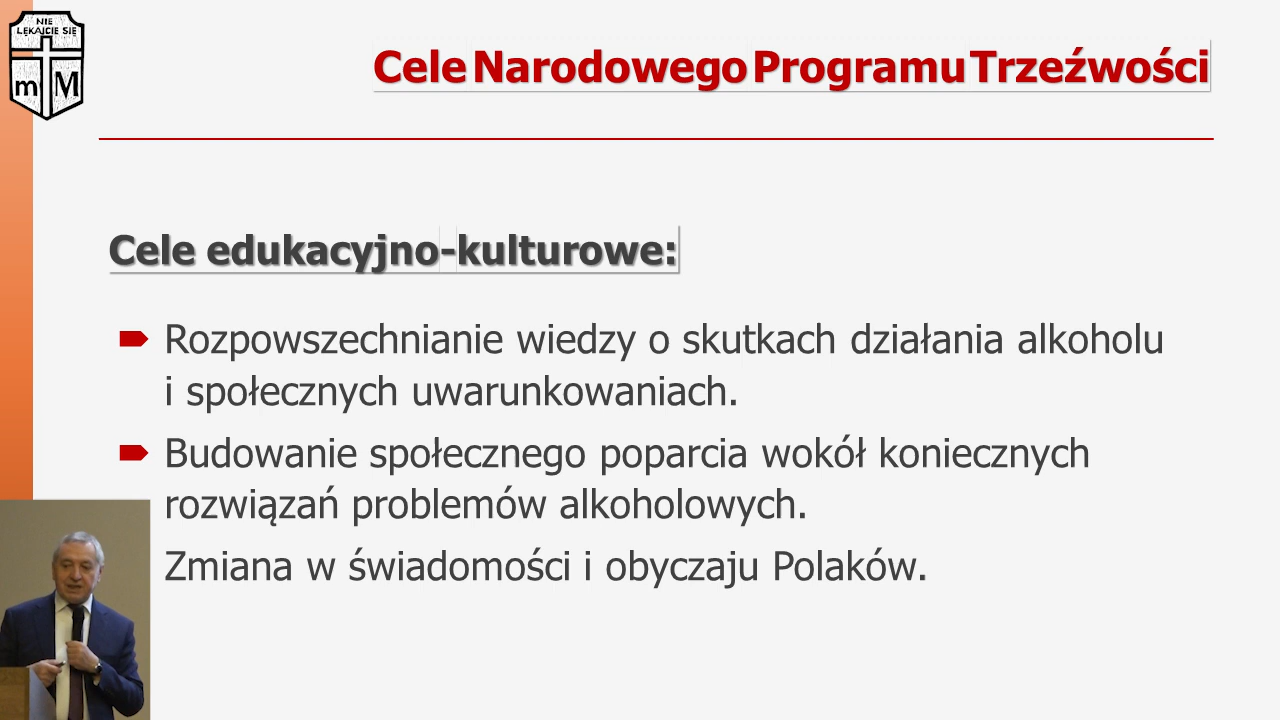 NIE
LĘKAJCIE SIĘ
m M
Cele Narodowego Programu Trzeźwości
Cele edukacyjno-kulturowe:
Rozpowszechnianie wiedzy o skutkach działania alkoholu
i społecznych uwarunkowaniach.
Budowanie społecznego poparcia wokół koniecznych
rozwiązań problemów alkoholowych.
Zmiana w świadomości i obyczaju Polaków.